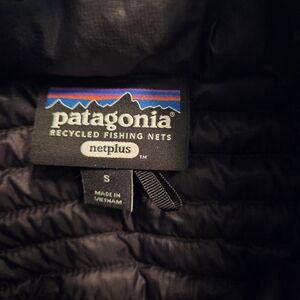 patagonia®
RECYCLED FISHING NETS
netplus
TM
S
MADE IN
VIETNAM